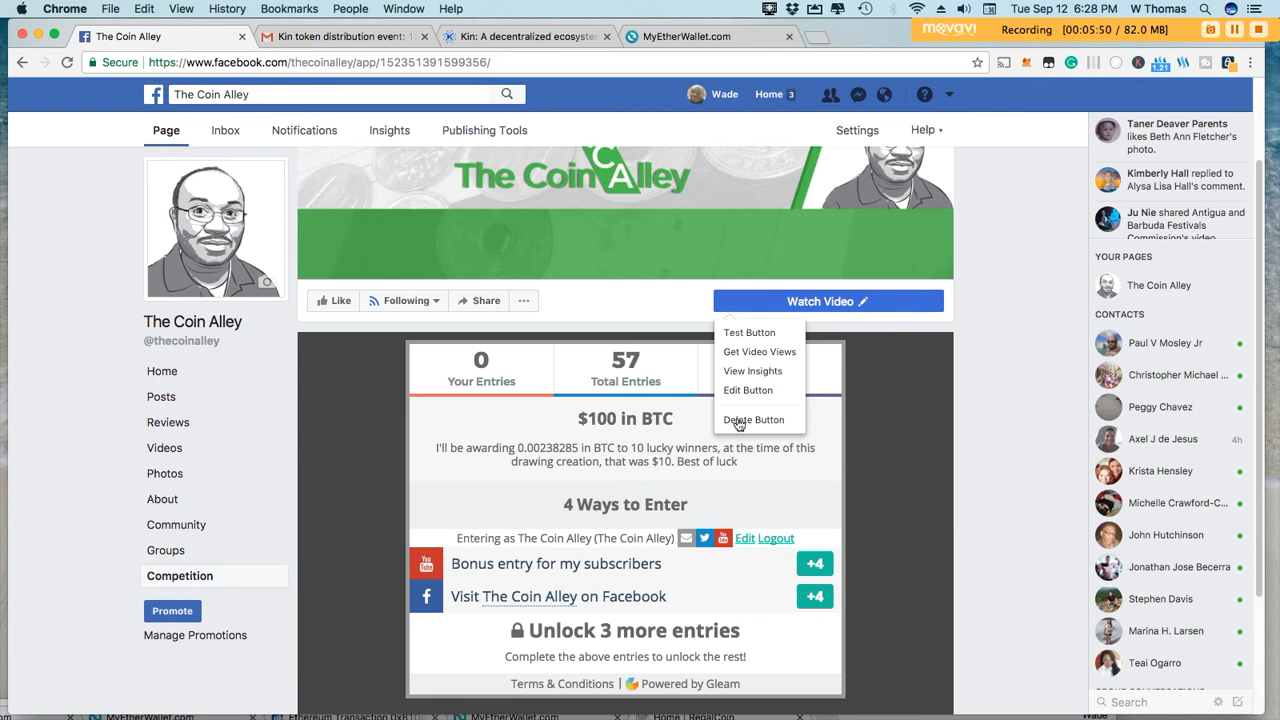 Chrome File Edit View History Bookmarks People Window Help
Tue Sep 12 6:28 PM W Thomas
The Coin Alley
Kin token distribution event: 1
Kin: A decentralized ecosystem
MyEtherWallet.com
movavi
Recording (00:05:50 / 82.0 MB)
Secure https://www.facebook.com/thecoinalley/app/152351391599356/
1.21
The Coin Alley
Wade Home 3
Page Inbox Notifications Insights Publishing Tools Settings Help
The Coin Alley
CA
Like Following Share ...
Watch Video
Test Button
Get Video Views
View Insights
Edit Button
Delete Button
The Coin Alley
@thecoinalley
Home
Posts
Reviews
Videos
Photos
About
Community
Groups
Competition
Promote
Manage Promotions
0
Your Entries
57
Total Entries
$100 in BTC
I'll be awarding 0.00238285 in BTC to 10 lucky winners, at the time of this
drawing creation, that was $10. Best of luck
4 Ways to Enter
Entering as The Coin Alley (The Coin Alley) Edit Logout
You Tube
Bonus entry for my subscribers +4
Visit The Coin Alley on Facebook +4
Unlock 3 more entries
Complete the above entries to unlock the rest!
Terms & Conditions | Powered by Gleam
Taner Deaver Parents
likes Beth Ann Fletcher's
photo.
Kimberly Hall replied to
Alysa Lisa Hall's comment.
Ju Nie shared Antigua and
Barbuda Festivals
Commission's video
YOUR PAGES
The Coin Alley
CONTACTS
Paul V Mosley Jr
Christopher Michael ...
Peggy Chavez
Axel J de Jesus 4h
Krista Hensley
Michelle Crawford-C...
John Hutchinson
Jonathan Jose Becerra
Stephen Davis
Marina H. Larsen
Teai Ogarro
Search
MyEtherWallet.com
MyEtherWallet.com
Home | RegalCoin
Wade